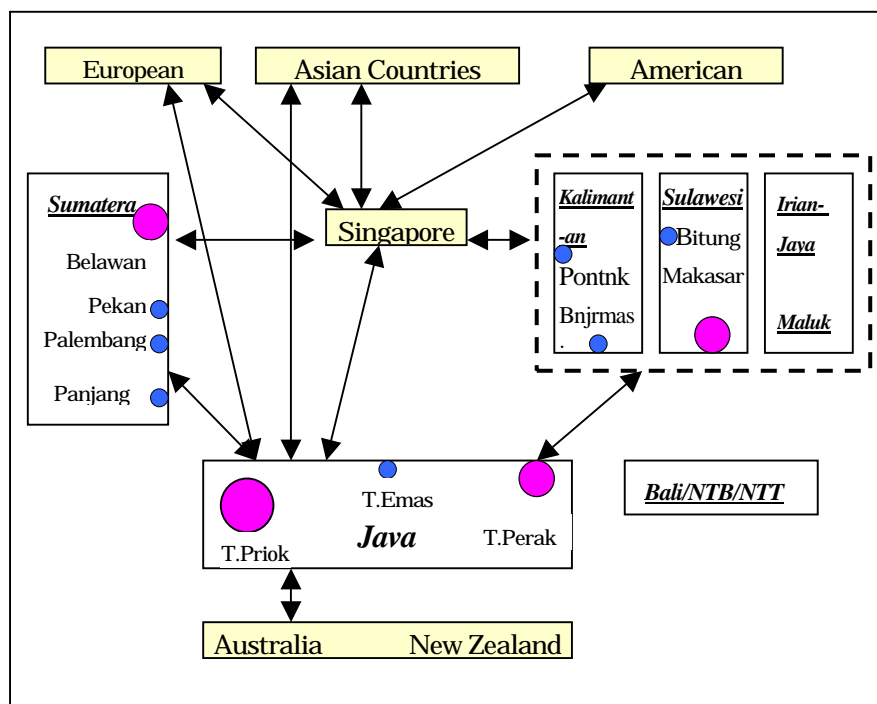 European
Asian Countries
American
Sumatera
Belawan
Pekan
Palembang
Panjang
Singapore
Kalimant
-an
Pontnk
Bnjrmas
.
Sulawesi
Bitung
Makasar
Irian-
Jaya
Maluk
T.Priok
T.Emas
Java
T.Perak
Bali/NTB/NTT
Australia New Zealand